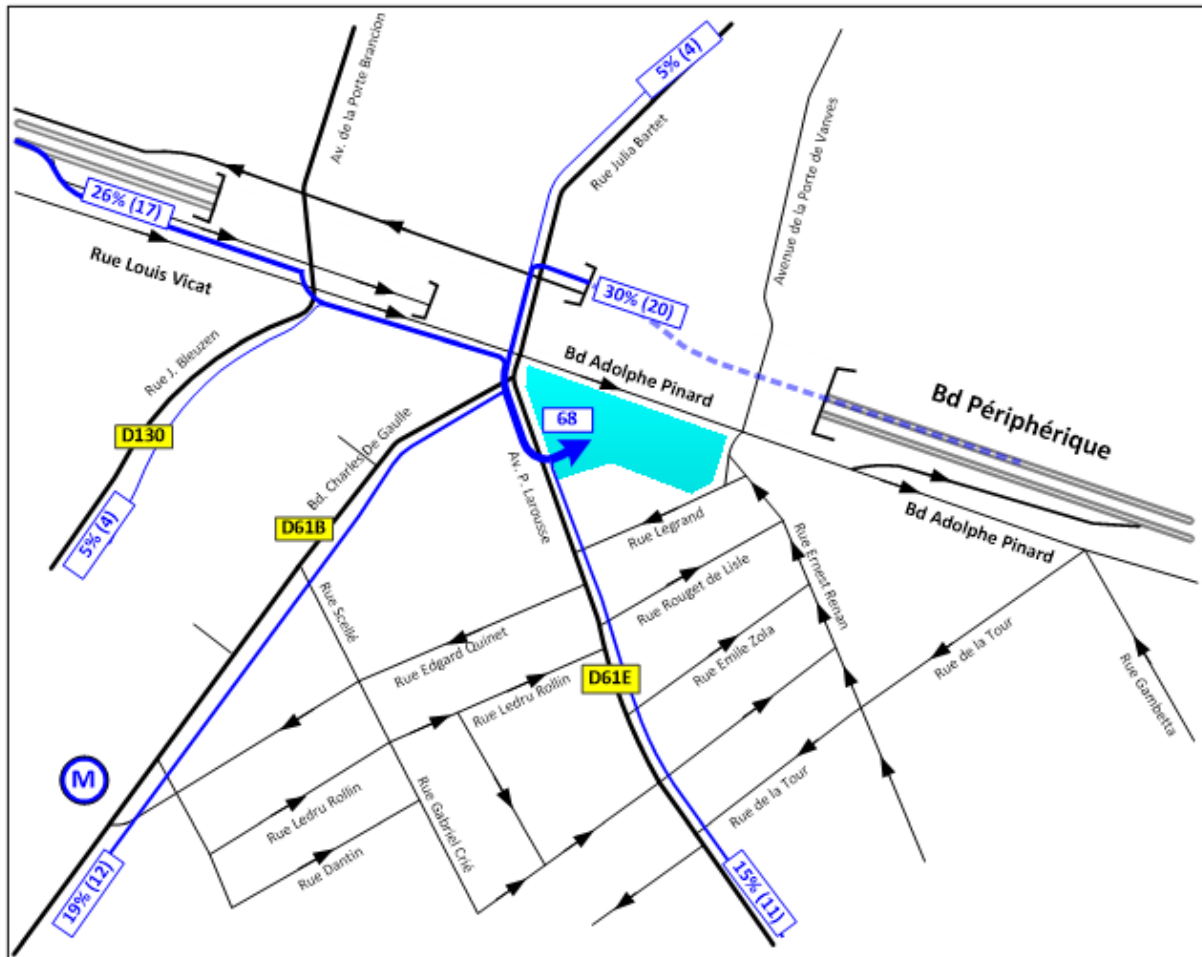 5% (4)
Av. de la Porte Brancion
Rue Julia Bartet
Avenue de la Porte de Vanves
26% (17)
Rue Louis Vicat
30% (20)
Bd Adolphe Pinard
Rue J. Bleuzen
Bd Périphérique
68
D130
Bd. Charles De Gaulle
Av. P. Larousse
D61B
5% (4)
Rue Legrand
Bd Adolphe Pinard
Rue Ernest Renan
Rue Rouget de Lisle
Rue Scellé
Rue Edgard Quinet
Rue Emile Zola
Rue de la Tour
Rue Gambetta
D61E
Rue Ledru Rollin
M
Rue Ledru Rollin
Rue Gabriel Crié
Rue de la Tour
Rue Dantin
19% (12)
15% (11)